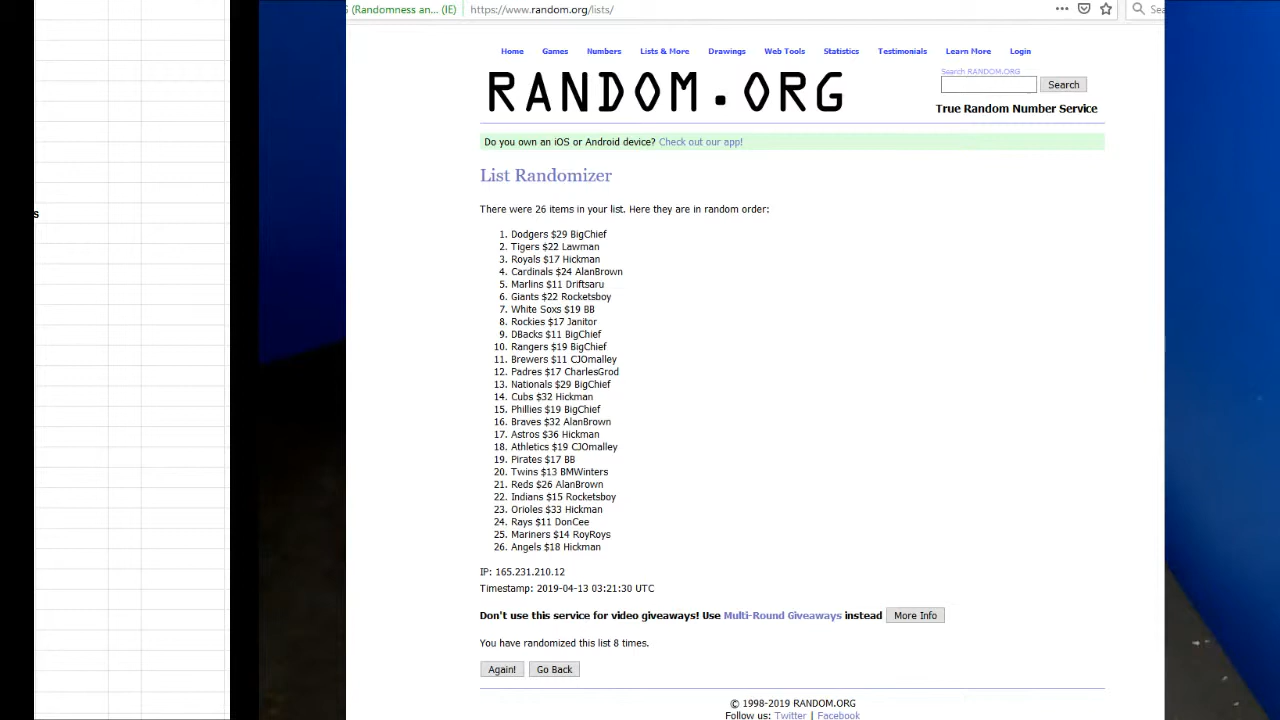 s
(Randomness an... (IE)
https://www.random.org/lists/
Home Games Numbers Lists & More Drawings Web Tools Statistics Testimonials Learn More Login
RANDOM.ORG
Search RANDOM.ORG
Search
True Random Number Service
Do you own an iOS or Android device? Check out our app!
List Randomizer
There were 26 items in your list. Here they are in random order:
1. Dodgers $29 BigChief
2. Tigers $22 Lawman
3. Royals $17 Hickman
4. Cardinals $24 AlanBrown
5. Marlins $11 Driftsaru
6. Giants $22 Rocketsboy
7. White Soxs $19 BB
8. Rockies $17 Janitor
9. DBacks $11 BigChief
10. Rangers $19 BigChief
11. Brewers $11 CJOmalley
12. Padres $17 CharlesGrod
13. Nationals $29 BigChief
14. Cubs $32 Hickman
15. Phillies $19 BigChief
16. Braves $32 AlanBrown
17. Astros $36 Hickman
18. Athletics $19 CJOmalley
19. Pirates $17 BB
20. Twins $13 BMWinters
21. Reds $26 AlanBrown
22. Indians $15 Rocketsboy
23. Orioles $33 Hickman
24. Rays $11 DonCee
25. Mariners $14 RoyRoys
26. Angels $18 Hickman
IP: 165.231.210.12
Timestamp: 2019-04-13 03:21:30 UTC
Don't use this service for video giveaways! Use Multi-Round Giveaways instead More Info
You have randomized this list 8 times.
Again! Go Back
© 1998-2019 RANDOM.ORG
Follow us: Twitter | Facebook